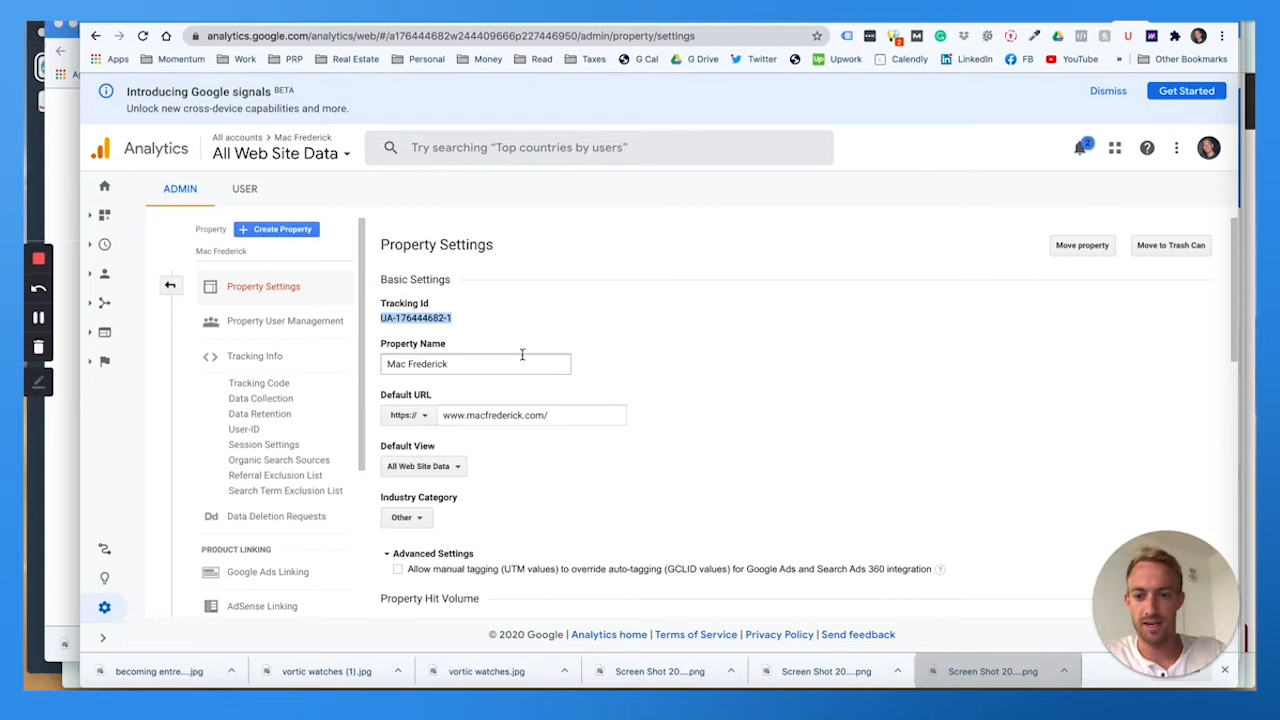 analytics.google.com/analytics/web/#/a176444682w244409666p227446950/admin/property/settings
Apps Momentum Work PRP Real Estate Personal Money Read Taxes G Cal G Drive Twitter Upwork Calendly LinkedIn FB YouTube » Other Bookmarks
Introducing Google signals BETA
Unlock new cross-device capabilities and more.
Dismiss Get Started
Analytics
All accounts > Mac Frederick
All Web Site Data
Try searching “Top countries by users”
2
ADMIN USER
Property + Create Property
Mac Frederick
Property Settings
Property User Management
Tracking Info
Tracking Code
Data Collection
Data Retention
User-ID
Session Settings
Organic Search Sources
Referral Exclusion List
Search Term Exclusion List
Dd Data Deletion Requests
PRODUCT LINKING
Google Ads Linking
AdSense Linking
Property Settings
Move property Move to Trash Can
Basic Settings
Tracking Id
UA-176444682-1
Property Name
Mac Frederick
Default URL
https:// www.macfrederick.com/
Default View
All Web Site Data
Industry Category
Other
Advanced Settings
Allow manual tagging (UTM values) to override auto-tagging (GCLID values) for Google Ads and Search Ads 360 integration
Property Hit Volume
© 2020 Google | Analytics home | Terms of Service | Privacy Policy | Send feedback
becoming entre....jpg vortic watches (1).jpg vortic watches.jpg Screen Shot 20....png Screen Shot 20....png Screen Shot 20....png